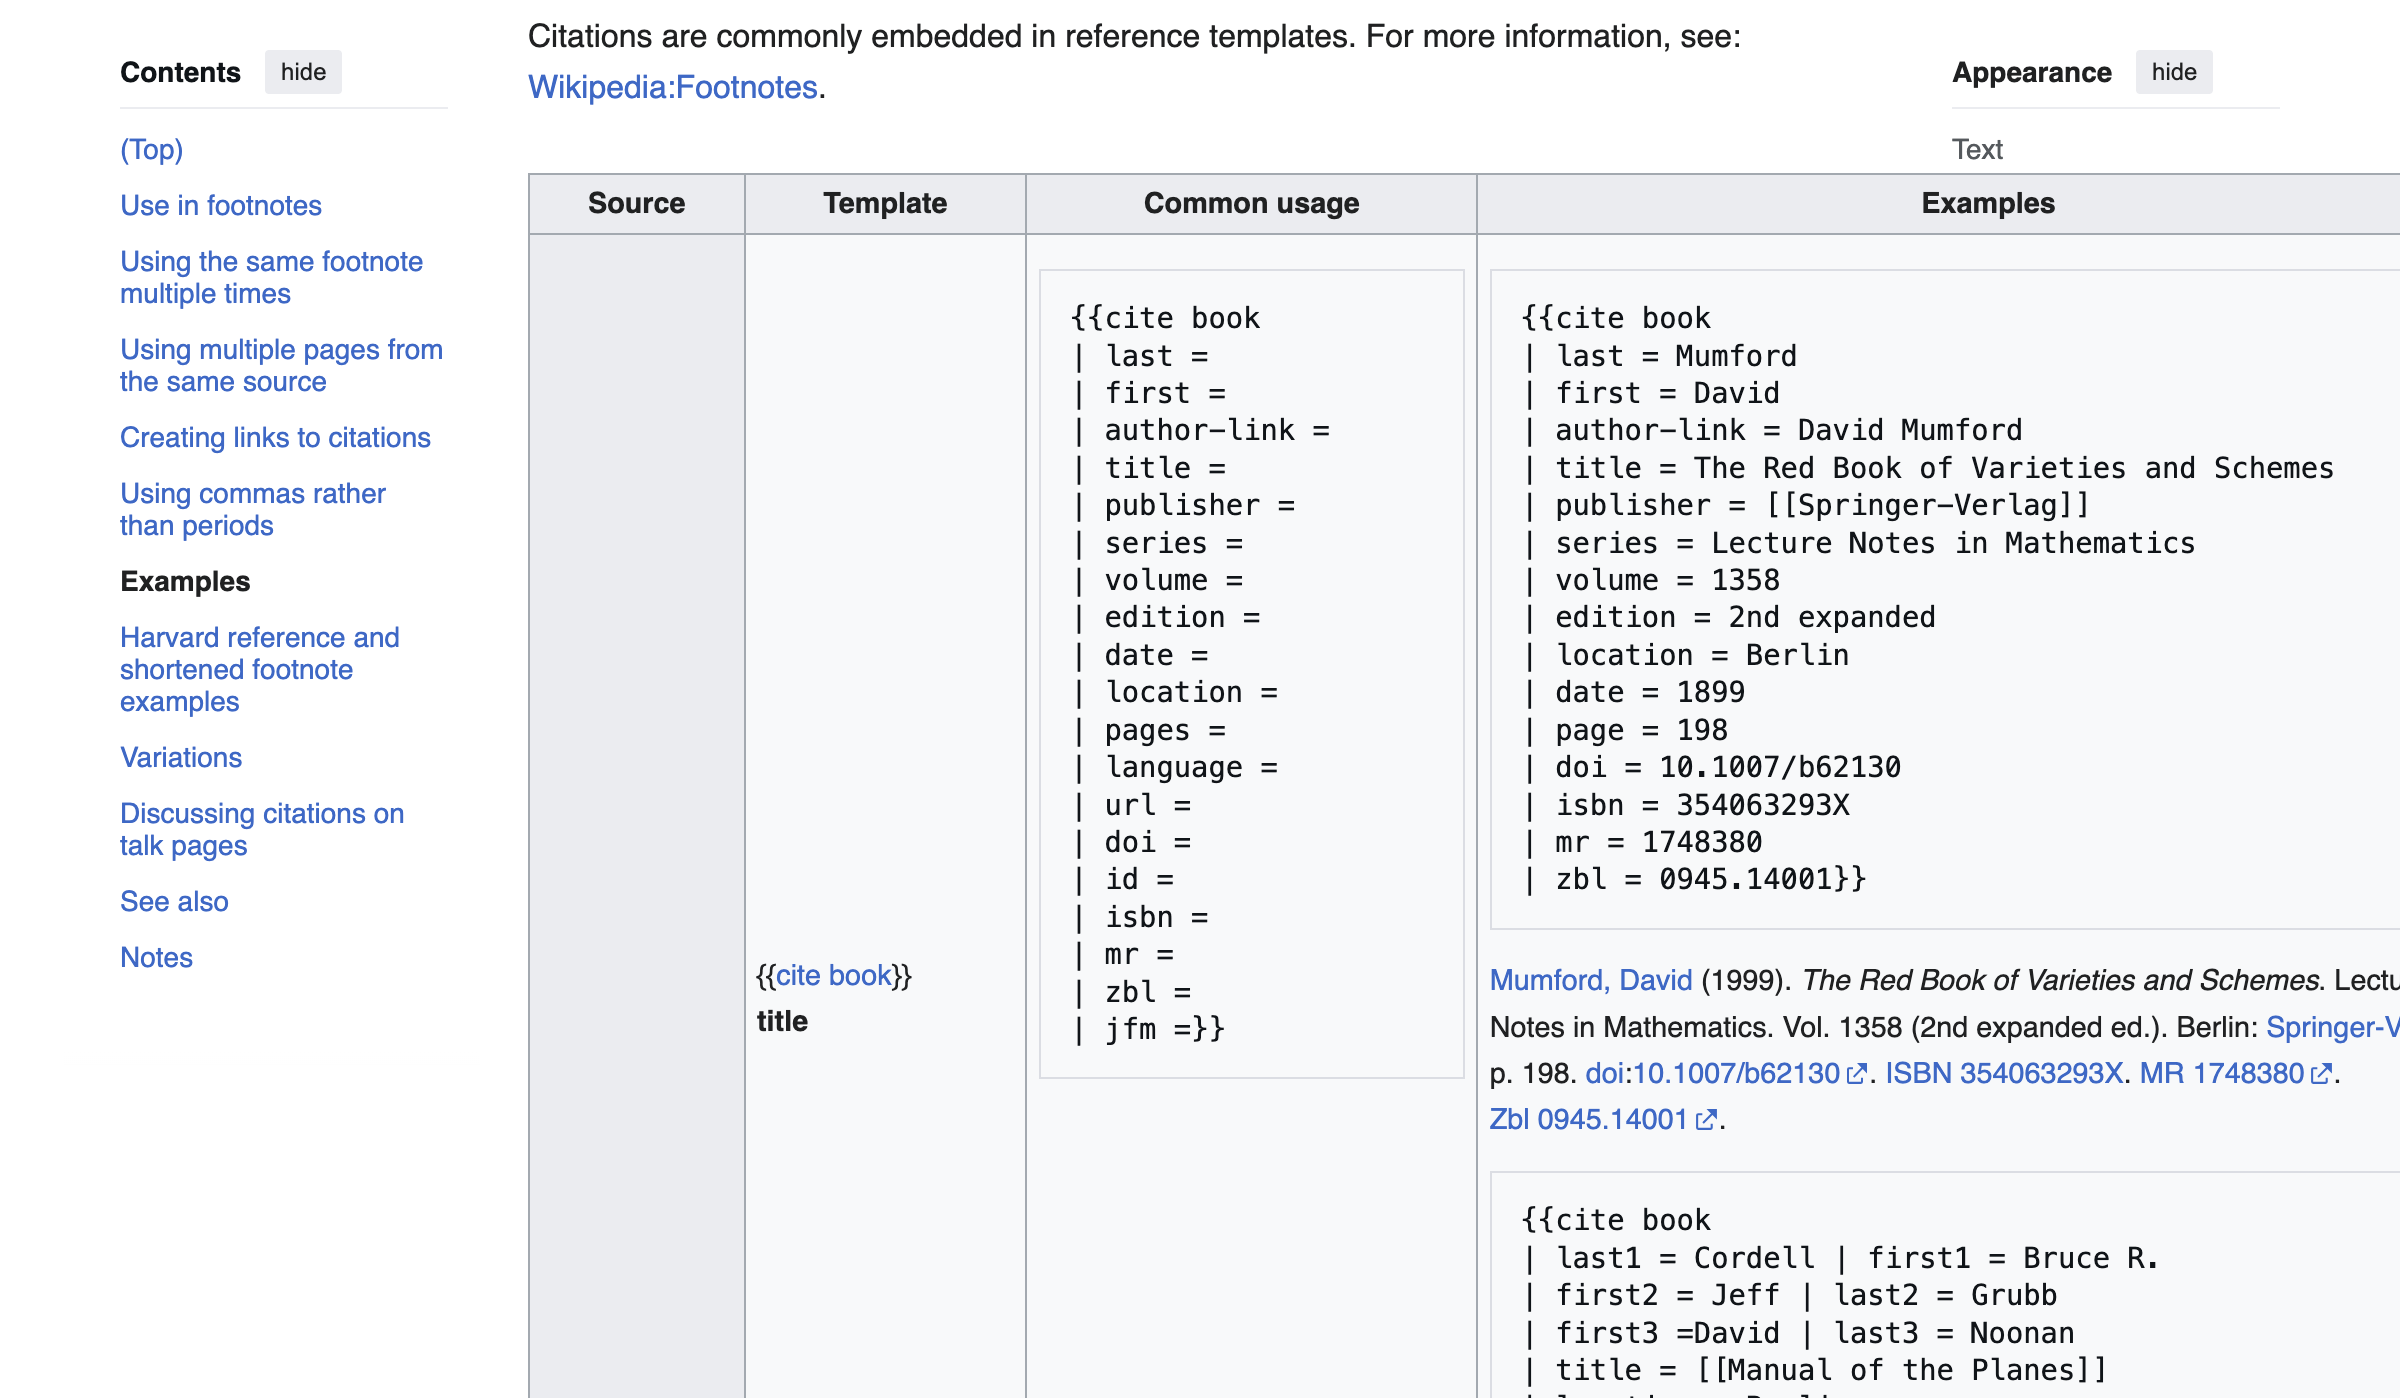 Citations are commonly embedded in reference templates. For more information, see:
Wikipedia:Footnotes.
Contents hide
(Top)
Use in footnotes
Using the same footnote
multiple times
Using multiple pages from
the same source
Creating links to citations
Using commas rather
than periods
Examples
Harvard reference and
shortened footnote
examples
Variations
Discussing citations on
talk pages
See also
Notes
Appearance hide
Text
Source Template Common usage Examples
{{cite book}}
title
{{cite book
| last =
| first =
| author-link =
| title =
| publisher =
| series =
| volume =
| edition =
| date =
| location =
| pages =
| language =
| url =
| doi =
| id =
| isbn =
| mr =
| zbl =
| jfm =}}
{{cite book
| last = Mumford
| first = David
| author-link = David Mumford
| title = The Red Book of Varieties and Schemes
| publisher = [[Springer-Verlag]]
| series = Lecture Notes in Mathematics
| volume = 1358
| edition = 2nd expanded
| location = Berlin
| date = 1899
| page = 198
| doi = 10.1007/b62130
| isbn = 354063293X
| mr = 1748380
| zbl = 0945.14001}}
Mumford, David (1999). The Red Book of Varieties and Schemes. Lectu
Notes in Mathematics. Vol. 1358 (2nd expanded ed.). Berlin: Springer-V
p. 198. doi:10.1007/b62130. ISBN 354063293X. MR 1748380.
Zbl 0945.14001.
{{cite book
| last1 = Cordell | first1 = Bruce R.
| first2 = Jeff | last2 = Grubb
| first3 =David | last3 = Noonan
| title = [[Manual of the Planes]]